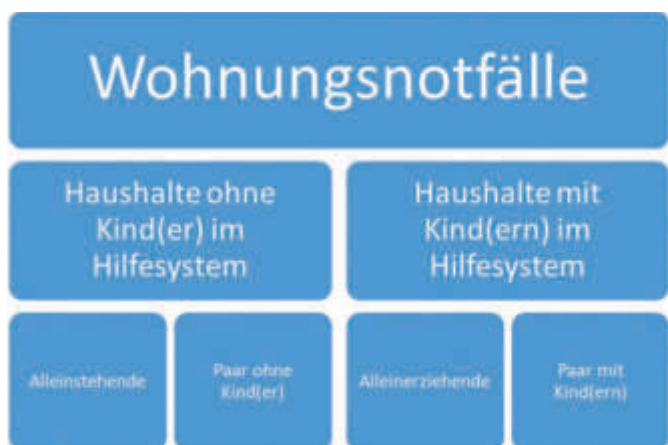 Wohnungsnotfälle
Haushalte ohne
Kind(er) im
Hilfesystem
Haushalte mit
Kind(ern) im
Hilfesystem
Alleinstehende
Paar ohne
Kind(er)
Alleinerziehende
Paar mit
Kind(ern)